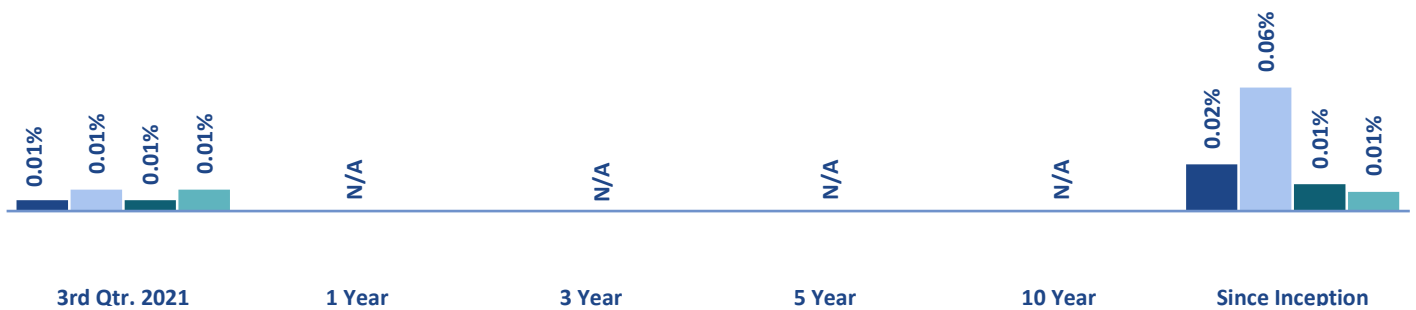 0.01%
0.01%
0.01%
0.01%
N/A
N/A
N/A
N/A
0.02%
0.06%
0.01%
0.01%
3rd Qtr. 2021
1 Year
3 Year
5 Year
10 Year
Since Inception